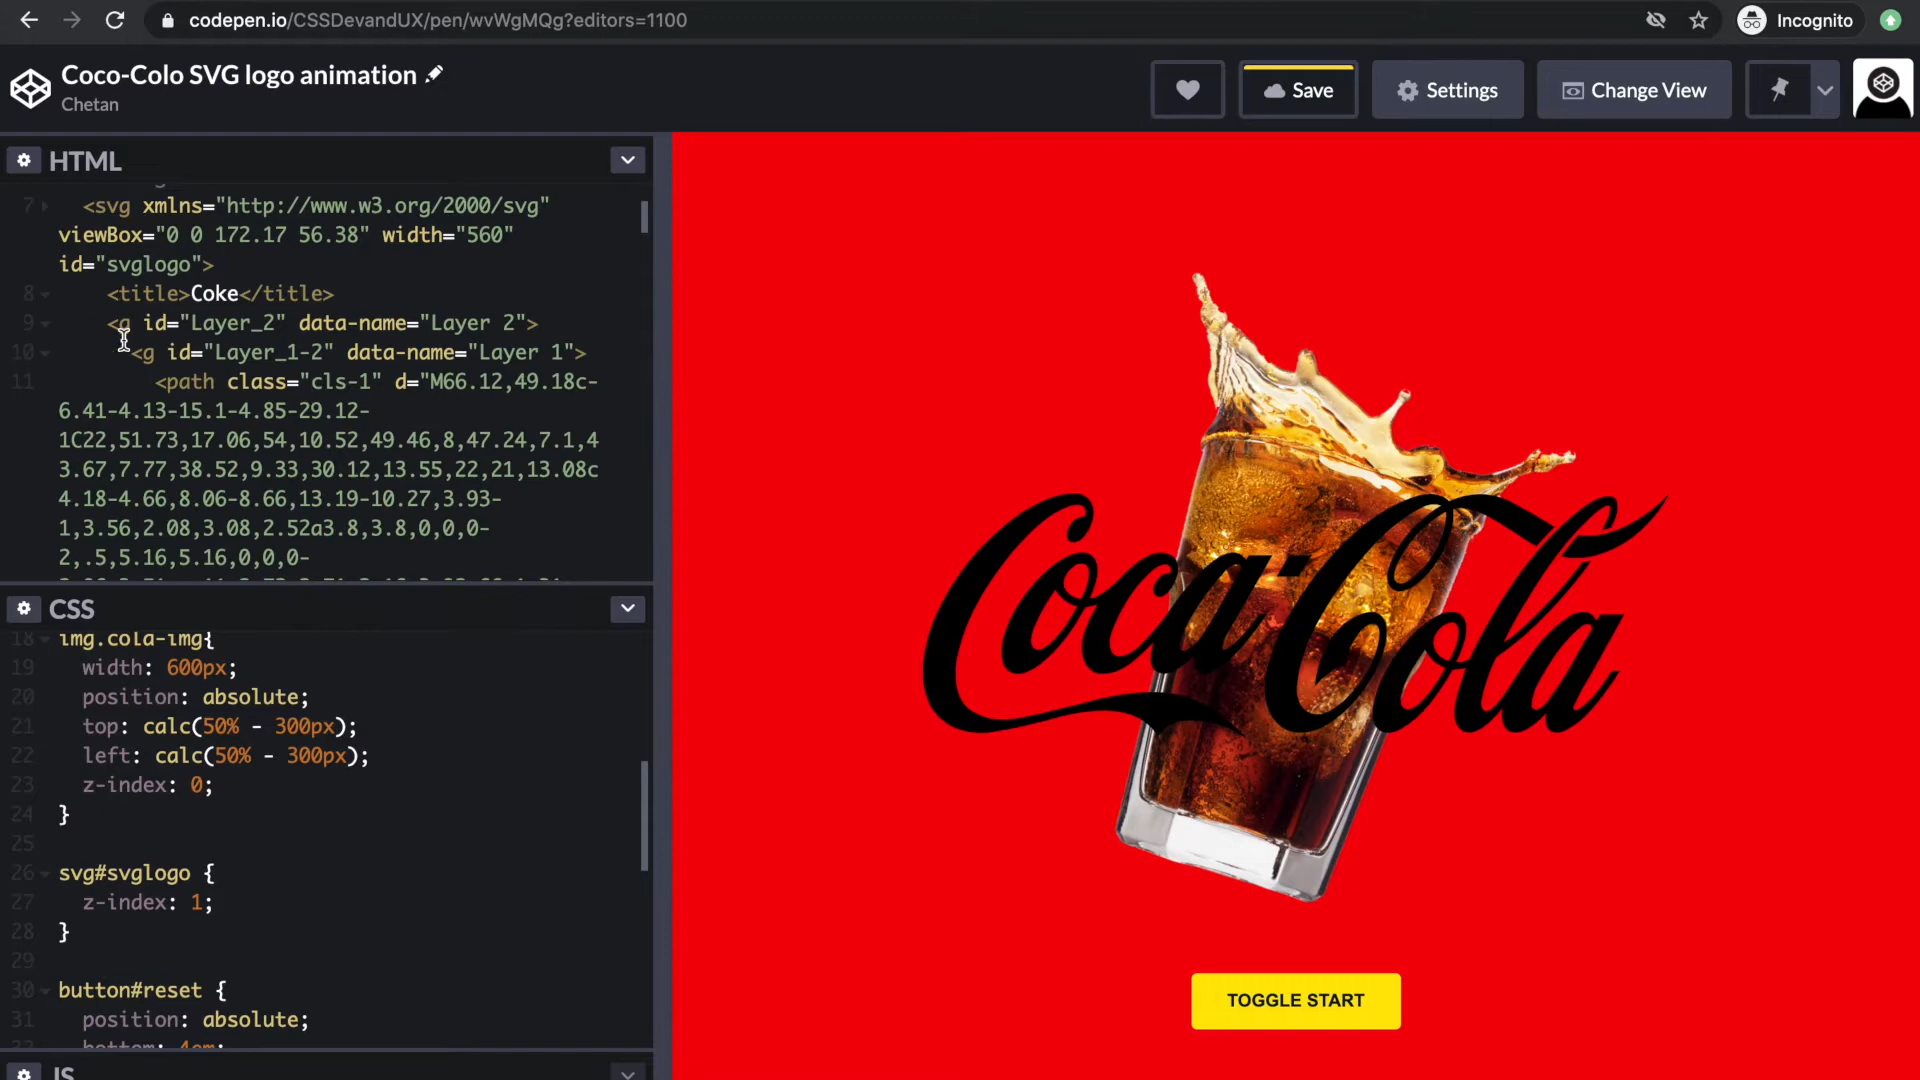 codepen.io/CSSDevandUX/pen/wvWgMQg?editors=1100
Incognito
Coco-Colo SVG logo animation
Chetan
Save
Settings
Change View
HTML
7 <svg xmlns="http://www.w3.org/2000/svg"
viewBox="0 0 172.17 56.38" width="560"
id="svglogo">
8 <title>Coke</title>
9 <g id="Layer_2" data-name="Layer 2">
10 <g id="Layer_1-2" data-name="Layer 1">
11 <path class="cls-1" d="M66.12,49.18c-
6.41-4.13-15.1-4.85-29.12-
1C22,51.73,17.06,54,10.52,49.46,8,47.24,7.1,4
3.67,7.77,38.52,9.33,30.12,13.55,22,21,13.08c
4.18-4.66,8.06-8.66,13.19-10.27,3.93-
1,3.56,2.08,3.08,2.52a3.8,3.8,0,0,0-
2,.5,5.16,5.16,0,0,0-
CSS
18 img.cola-img{
19 width: 600px;
20 position: absolute;
21 top: calc(50% - 300px);
22 left: calc(50% - 300px);
23 z-index: 0;
24 }
25
26 svg#svglogo {
27 z-index: 1;
28 }
29
30 button#reset {
31 position: absolute;
bottom: 4em;
JS
Coca-Cola
TOGGLE START